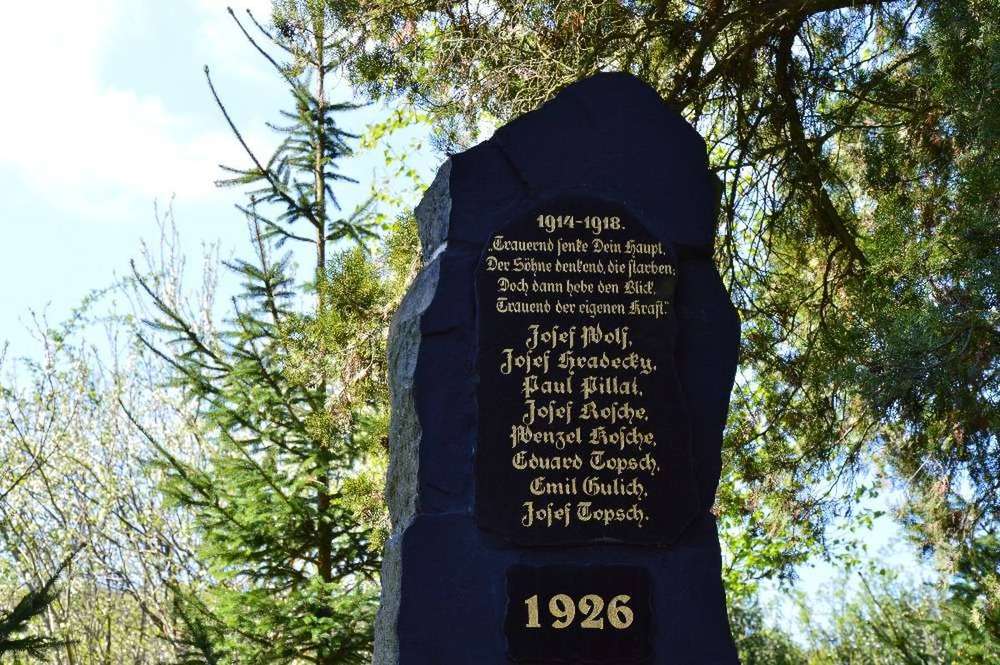 1914-1918.
„Trauernd senke Dein Haupt,
Der Söhne denkend, die starben;
Doch dann hebe den Blick,
Trauend der eigenen Kraft.“
Josef Wolf,
Josef Hradecky,
Paul Pillat,
Josef Rosche,
Wenzel Rosche,
Eduard Topsch,
Emil Gulich,
Josef Topsch.
1926